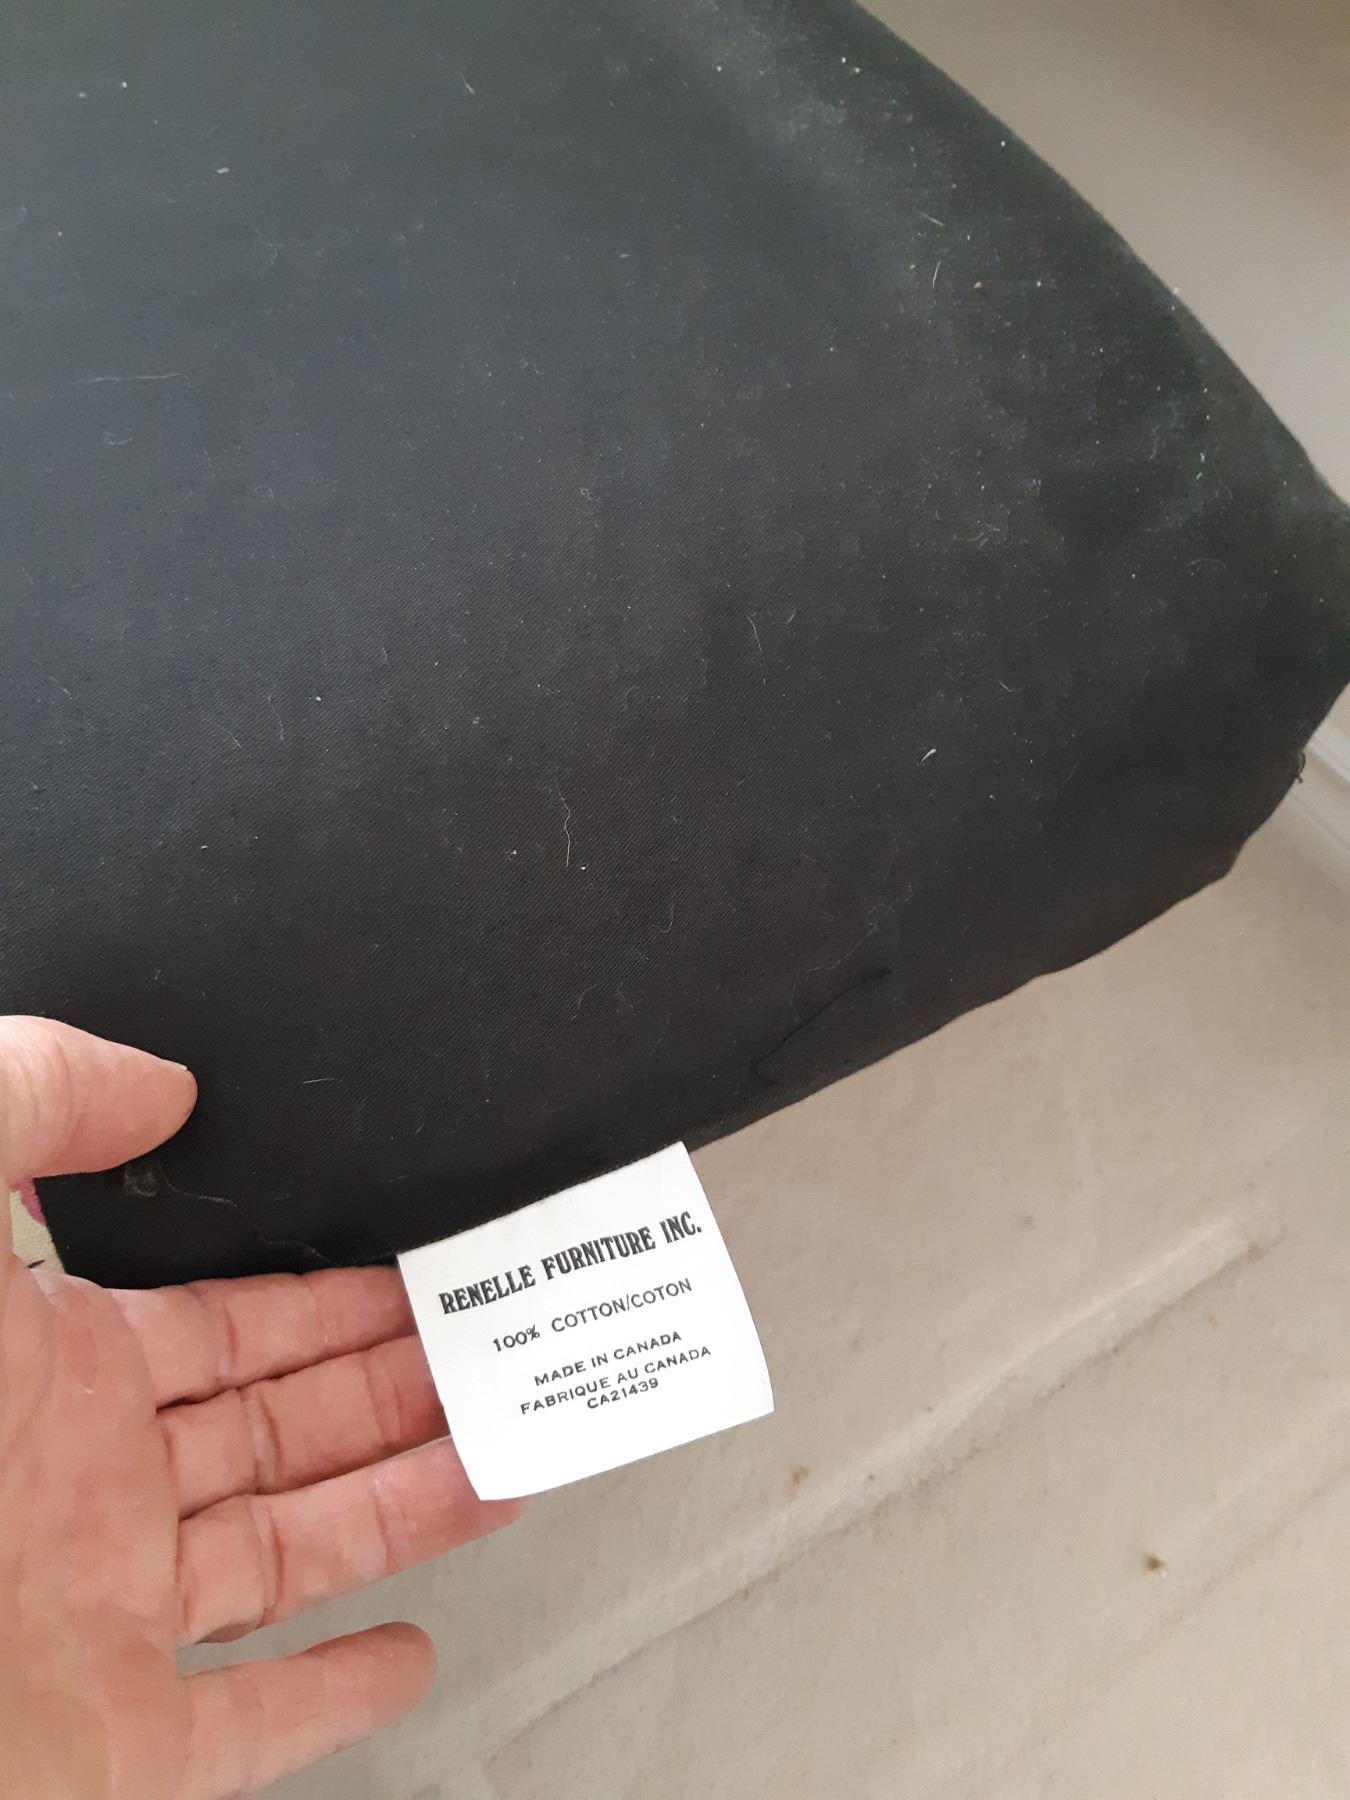 RENELLE FURNITURE INC.
100% COTTON/COTON
MADE IN CANADA
FABRIQUE AU CANADA
CA21439